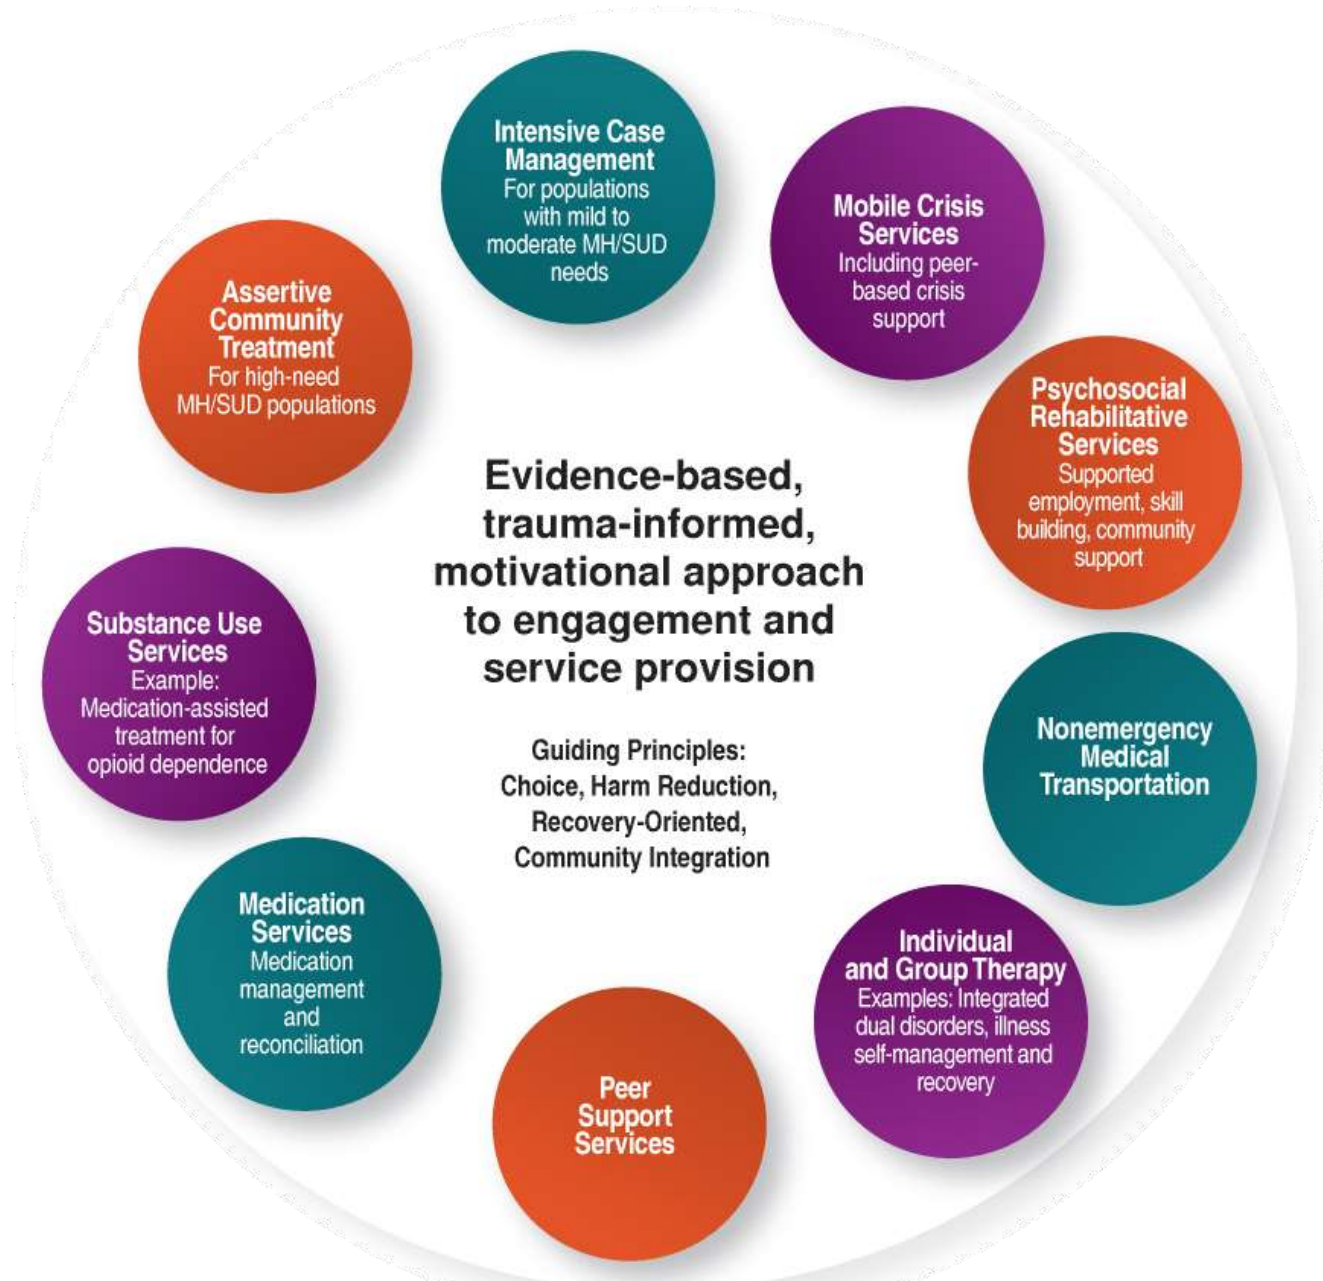 Intensive Case
Management
For populations
with mild to
moderate MH/SUD
needs
Mobile Crisis
Services
Including peer-
based crisis
support
Assertive
Community
Treatment
For high-need
MH/SUD populations
Psychosocial
Rehabilitative
Services
Supported
employment, skill
building, community
support
Evidence-based,
trauma-informed,
motivational approach
to engagement and
service provision
Guiding Principles:
Choice, Harm Reduction,
Recovery-Oriented,
Community Integration
Substance Use
Services
Example:
Medication-assisted
treatment for
opioid dependence
Nonemergency
Medical
Transportation
Medication
Services
Medication
management
and
reconciliation
Individual
and Group Therapy
Examples: Integrated
dual disorders, illness
self-management and
recovery
Peer
Support
Services